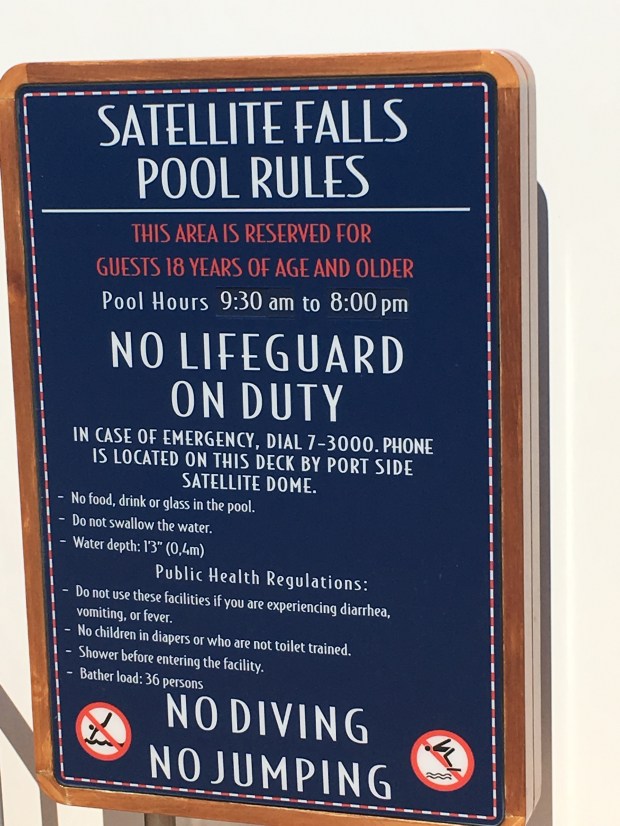 SATELLITE FALLS
POOL RULES
THIS AREA IS RESERVED FOR
GUESTS 18 YEARS OF AGE AND OLDER
Pool Hours 9:30 am to 8:00 pm
NO LIFEGUARD
ON DUTY
IN CASE OF EMERGENCY, DIAL 7-3000. PHONE
IS LOCATED ON THIS DECK BY PORT SIDE
SATELLITE DOME.
- No food, drink or glass in the pool.
- Do not swallow the water.
- Water depth: 1'3" (0,4m)
Public Health Regulations:
- Do not use these facilities if you are experiencing diarrhea,
vomiting, or fever.
- No children in diapers or who are not toilet trained.
- Shower before entering the facility.
- Bather load: 36 persons
NO DIVING
NO JUMPING